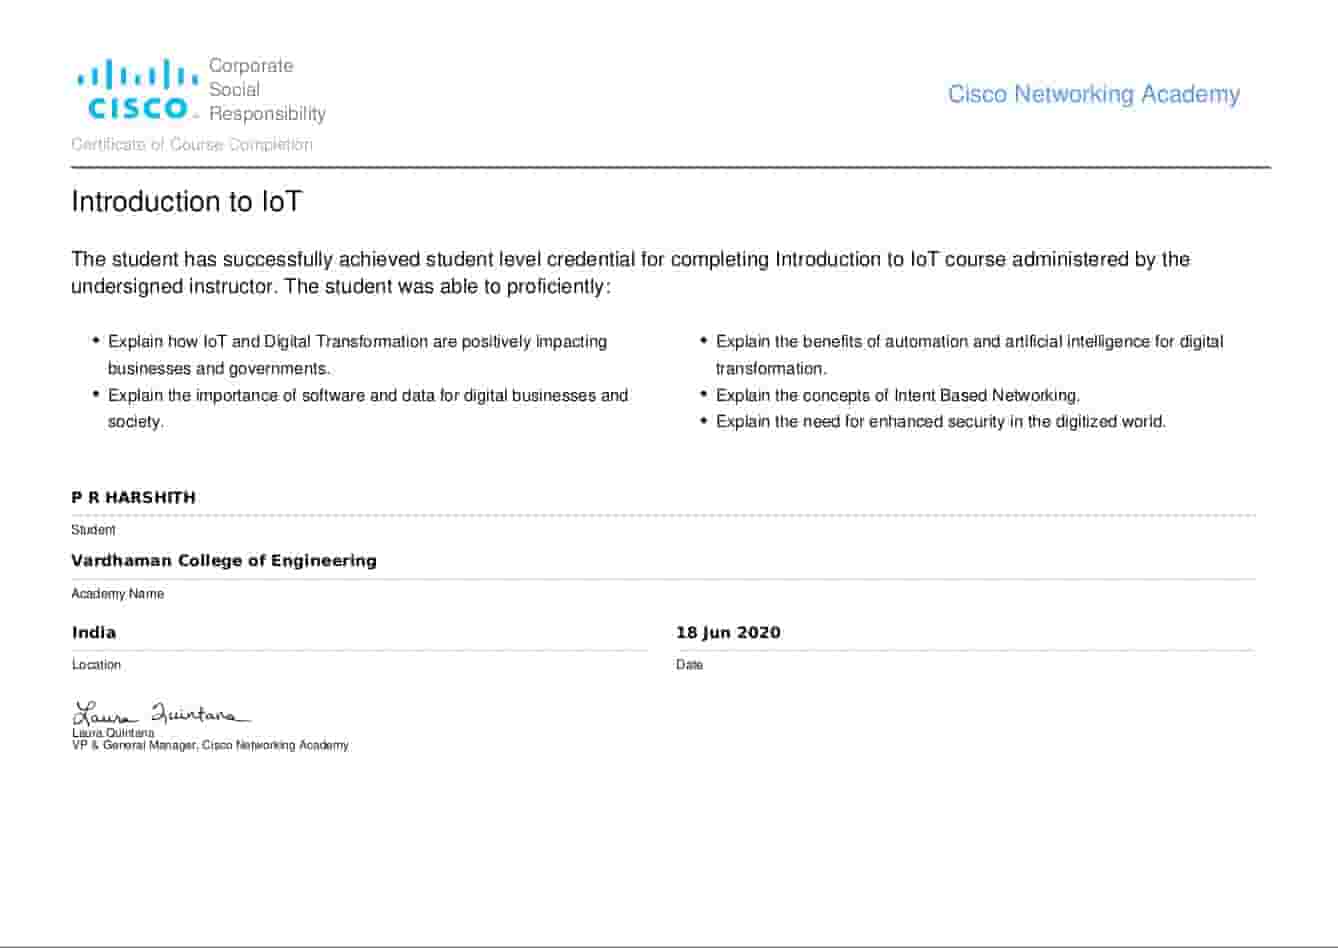 Corporate
Social
Responsibility
CISCO
Cisco Networking Academy
Certificate of Course Completion
Introduction to IoT
The student has successfully achieved student level credential for completing Introduction to IoT course administered by the
undersigned instructor. The student was able to proficiently:
• Explain how IoT and Digital Transformation are positively impacting
businesses and governments.
• Explain the importance of software and data for digital businesses and
society.
• Explain the benefits of automation and artificial intelligence for digital
transformation.
• Explain the concepts of Intent Based Networking.
• Explain the need for enhanced security in the digitized world.
P R HARSHITH
Student
Vardhaman College of Engineering
Academy Name
India
Location
18 Jun 2020
Date
Laura Quintana
Laura Quintana
VP & General Manager, Cisco Networking Academy